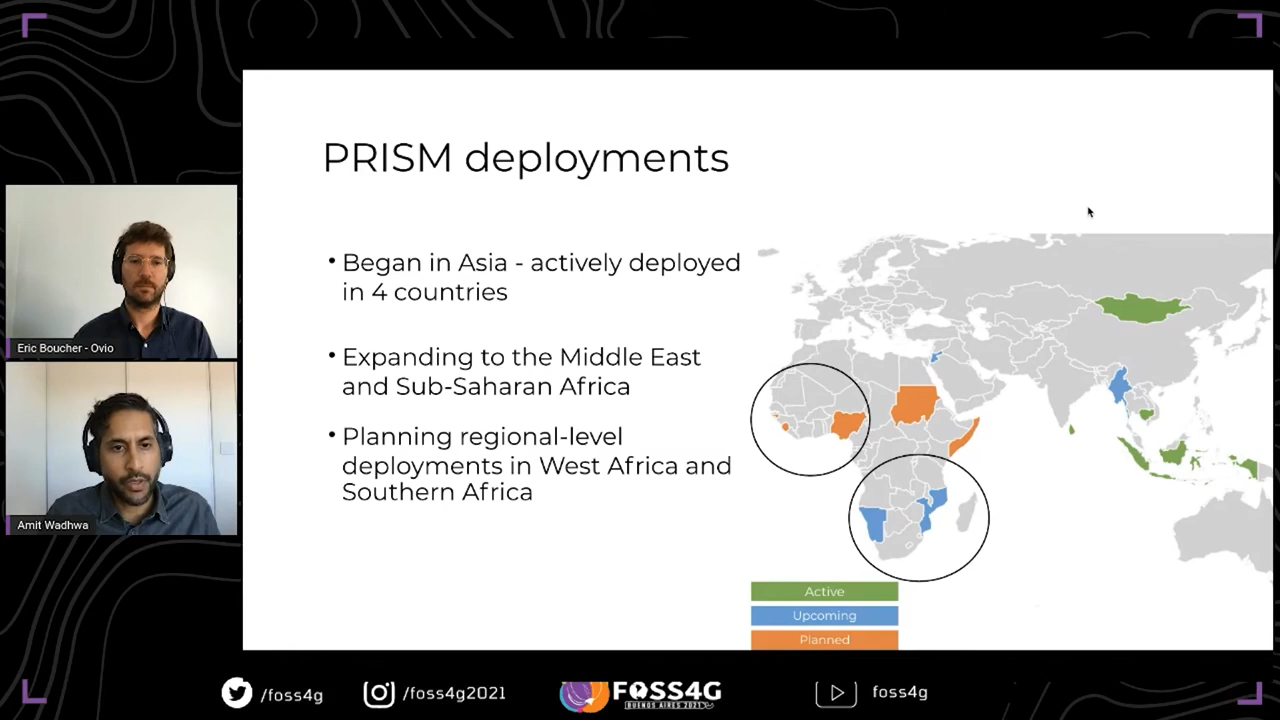 PRISM deployments
• Began in Asia - actively deployed
in 4 countries
• Expanding to the Middle East
and Sub-Saharan Africa
• Planning regional-level
deployments in West Africa and
Southern Africa
Eric Boucher - Ovio
Amit Wadhwa
Active
Upcoming
Planned
/foss4g
/foss4g2021
FOSS4G
BUENOS AIRES 2021
foss4g